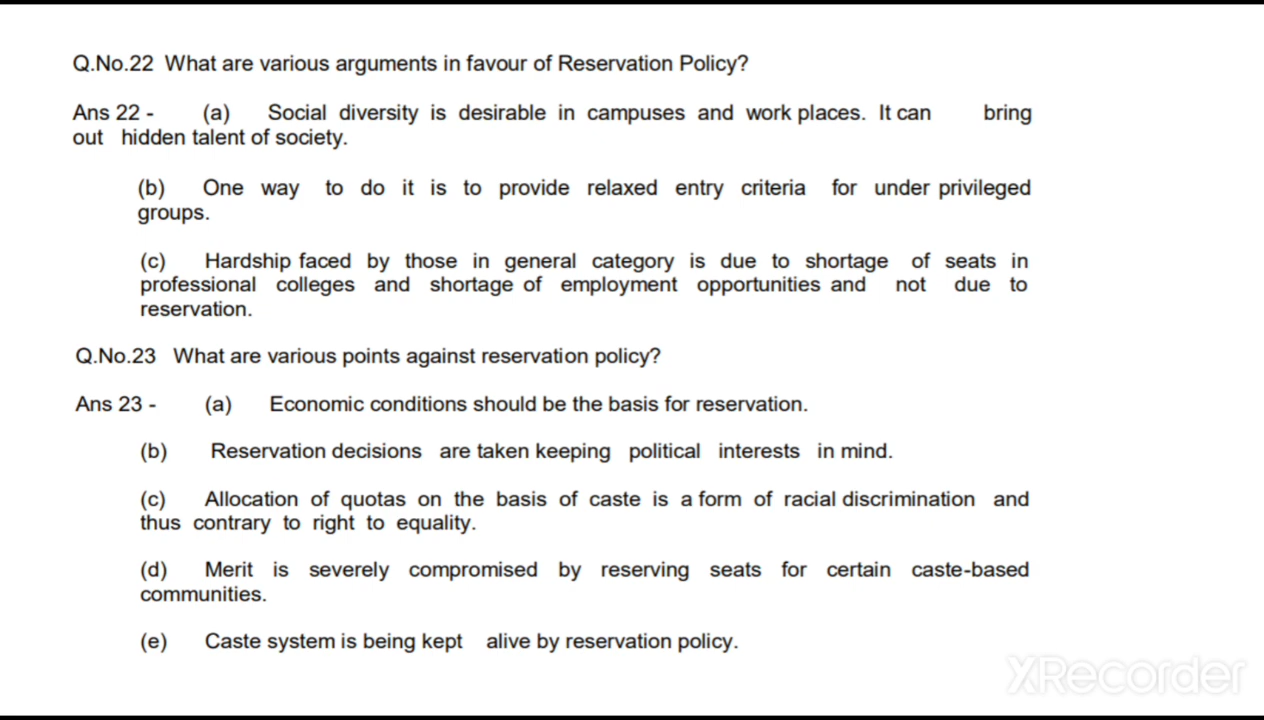 Q.No.22 What are various arguments in favour of Reservation Policy?
Ans 22 - (a) Social diversity is desirable in campuses and work places. It can bring
out hidden talent of society.
(b) One way to do it is to provide relaxed entry criteria for under privileged
groups.
(c) Hardship faced by those in general category is due to shortage of seats in
professional colleges and shortage of employment opportunities and not due to
reservation.
Q.No.23 What are various points against reservation policy?
Ans 23 - (a) Economic conditions should be the basis for reservation.
(b) Reservation decisions are taken keeping political interests in mind.
(c) Allocation of quotas on the basis of caste is a form of racial discrimination and
thus contrary to right to equality.
(d) Merit is severely compromised by reserving seats for certain caste-based
communities.
(e) Caste system is being kept alive by reservation policy.
XRecorder